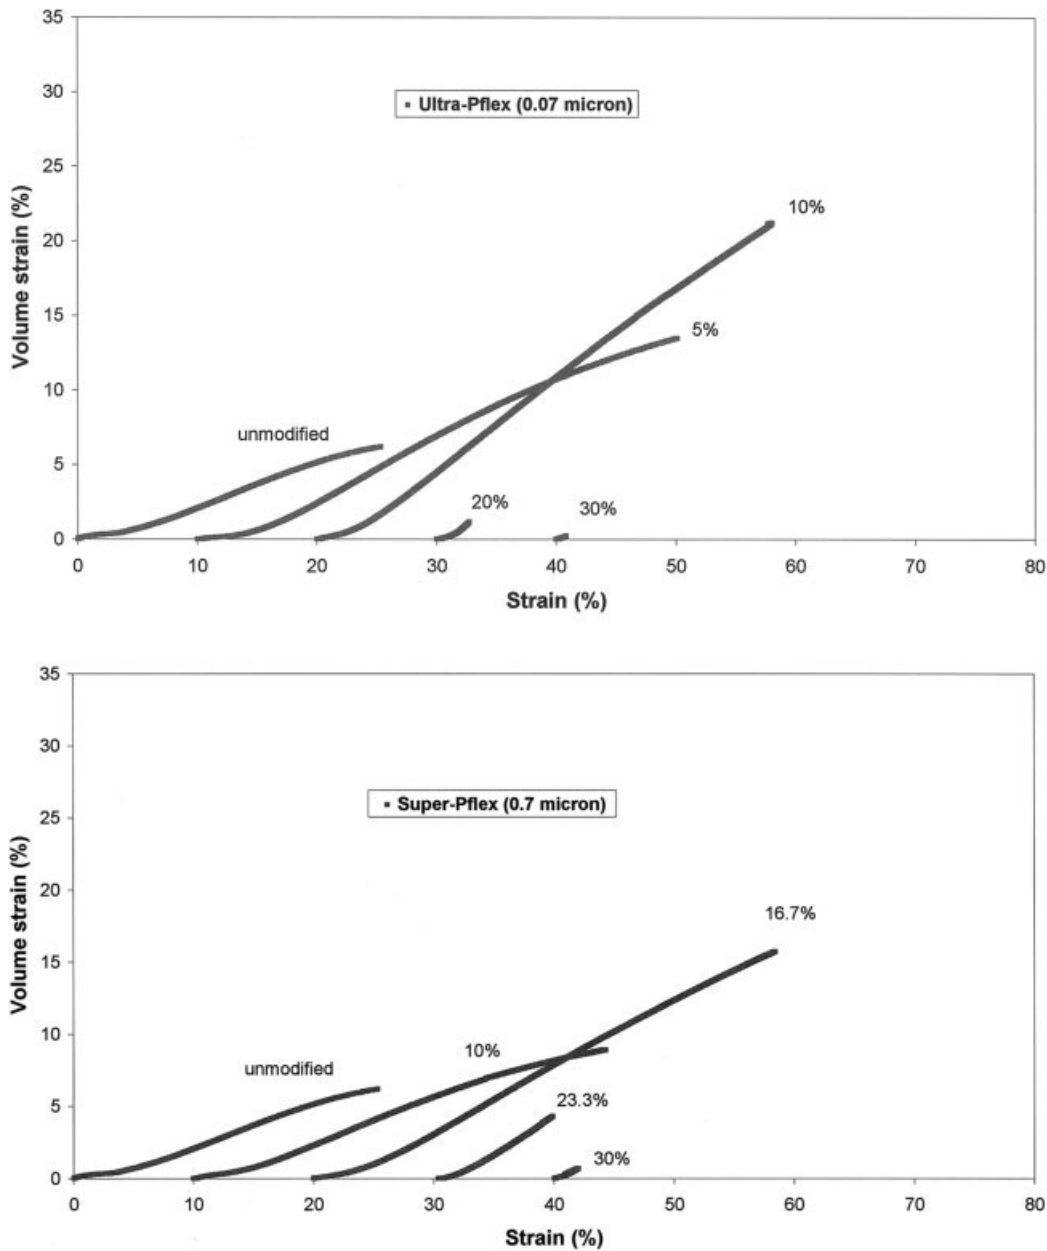 35
30
25
20
15
10
5
0
Volume strain (%)
Ultra-Pflex (0.07 micron)
10%
5%
unmodified
20%
30%
0 10 20 30 40 50 60 70 80
Strain (%)
35
30
25
20
15
10
5
0
Volume strain (%)
Super-Pflex (0.7 micron)
16.7%
10%
unmodified
23.3%
30%
0 10 20 30 40 50 60 70 80
Strain (%)